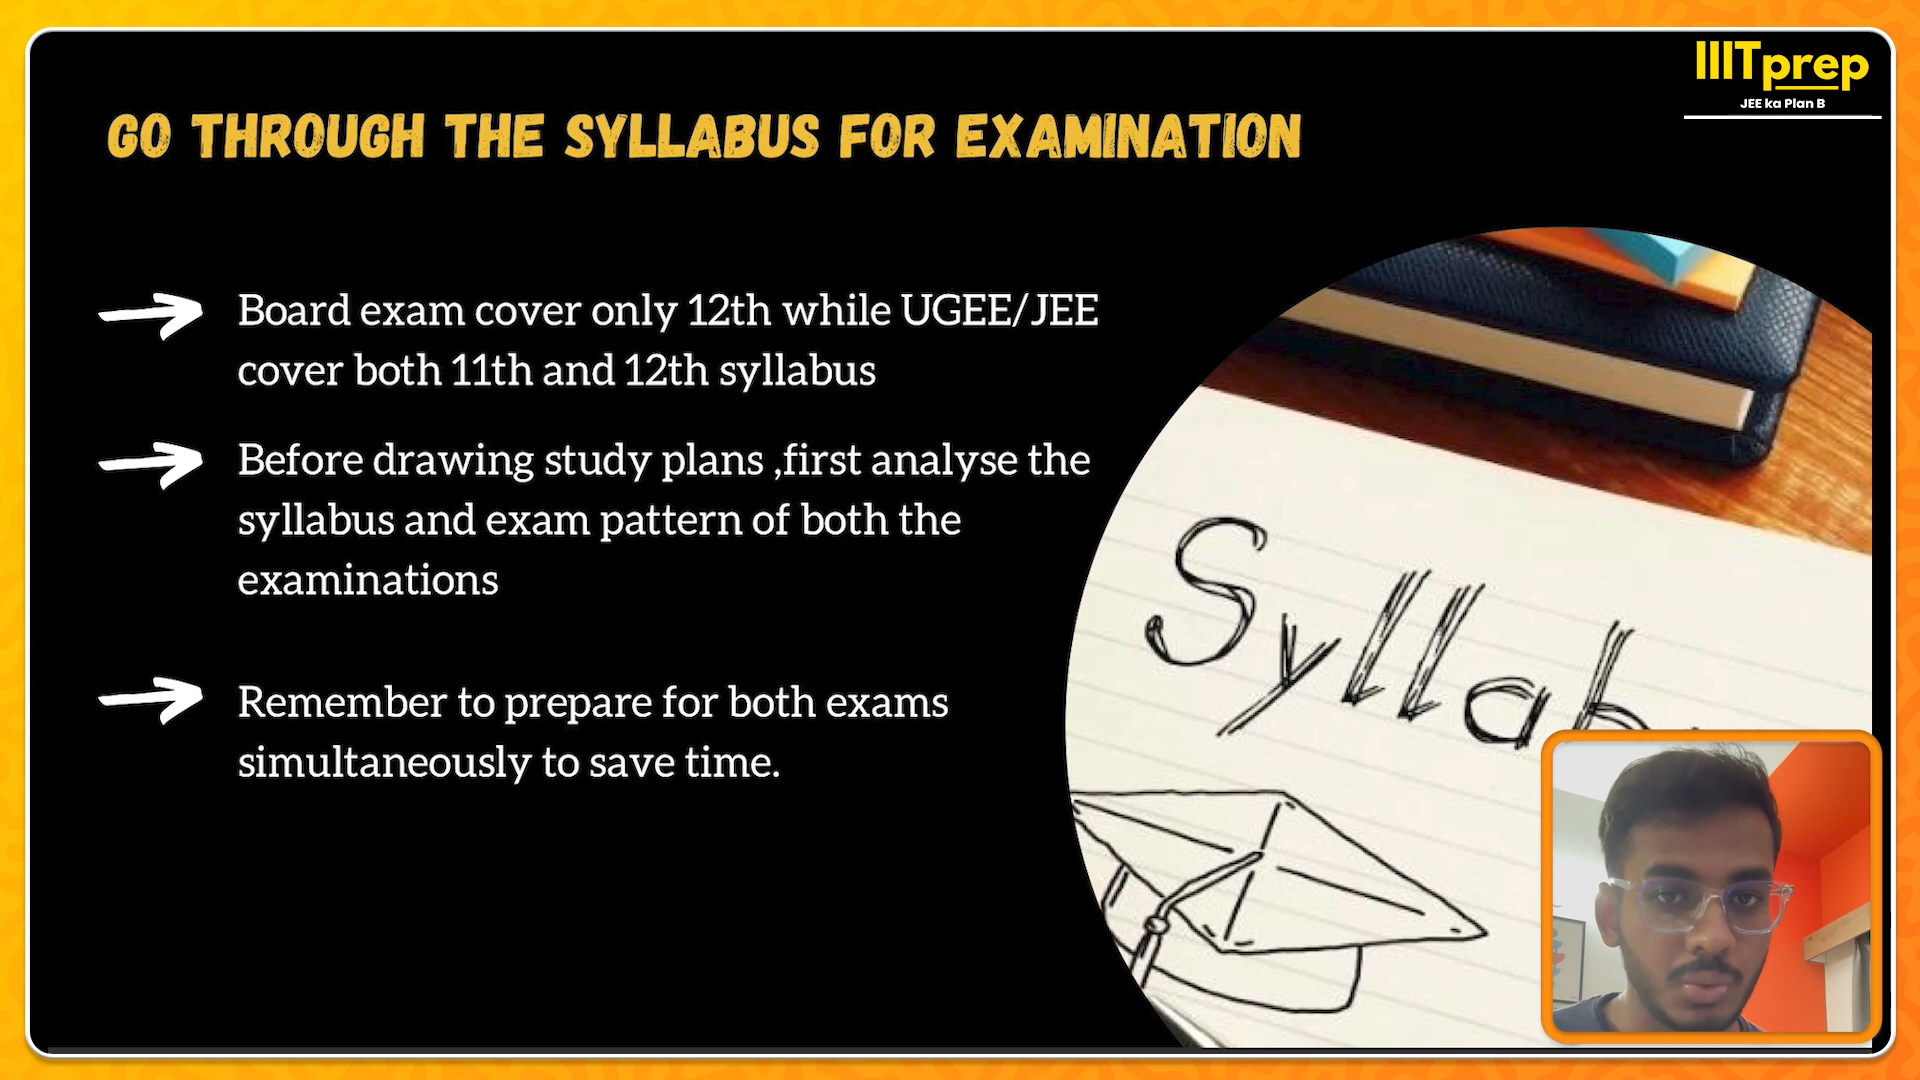 IIITprep
JEE ka Plan B
GO THROUGH THE SYLLABUS FOR EXAMINATION
Board exam cover only 12th while UGEE/JEE
cover both 11th and 12th syllabus
Before drawing study plans ,first analyse the
syllabus and exam pattern of both the
examinations
Remember to prepare for both exams
simultaneously to save time.
Syllab